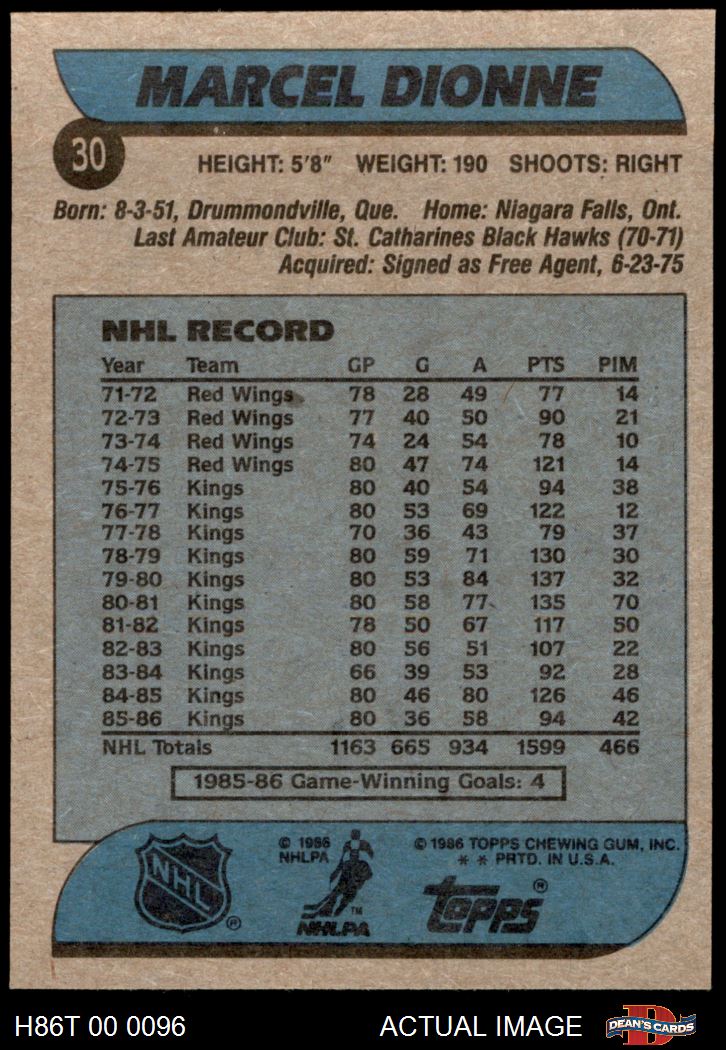 MARCEL DIONNE
30
HEIGHT: 5'8" WEIGHT: 190 SHOOTS: RIGHT
Born: 8-3-51, Drummondville, Que. Home: Niagara Falls, Ont.
Last Amateur Club: St. Catharines Black Hawks (70-71)
Acquired: Signed as Free Agent, 6-23-75
NHL RECORD
Year Team GP G A PTS PIM
71-72 Red Wings 78 28 49 77 14
72-73 Red Wings 77 40 50 90 21
73-74 Red Wings 74 24 54 78 10
74-75 Red Wings 80 47 74 121 14
75-76 Kings 80 40 54 94 38
76-77 Kings 80 53 69 122 12
77-78 Kings 70 36 43 79 37
78-79 Kings 80 59 71 130 30
79-80 Kings 80 53 84 137 32
80-81 Kings 80 58 77 135 70
81-82 Kings 78 50 67 117 50
82-83 Kings 80 56 51 107 22
83-84 Kings 66 39 53 92 28
84-85 Kings 80 46 80 126 46
85-86 Kings 80 36 58 94 42
NHL Totals 1163 665 934 1599 466
1985-86 Game-Winning Goals: 4
NHL ®
© 1986
NHLPA
TM
NHLPA
© 1986 TOPPS CHEWING GUM, INC.
* * PRTD. IN U.S.A.
topps ®
H86T 00 0096 ACTUAL IMAGE D DEAN'S CARDS